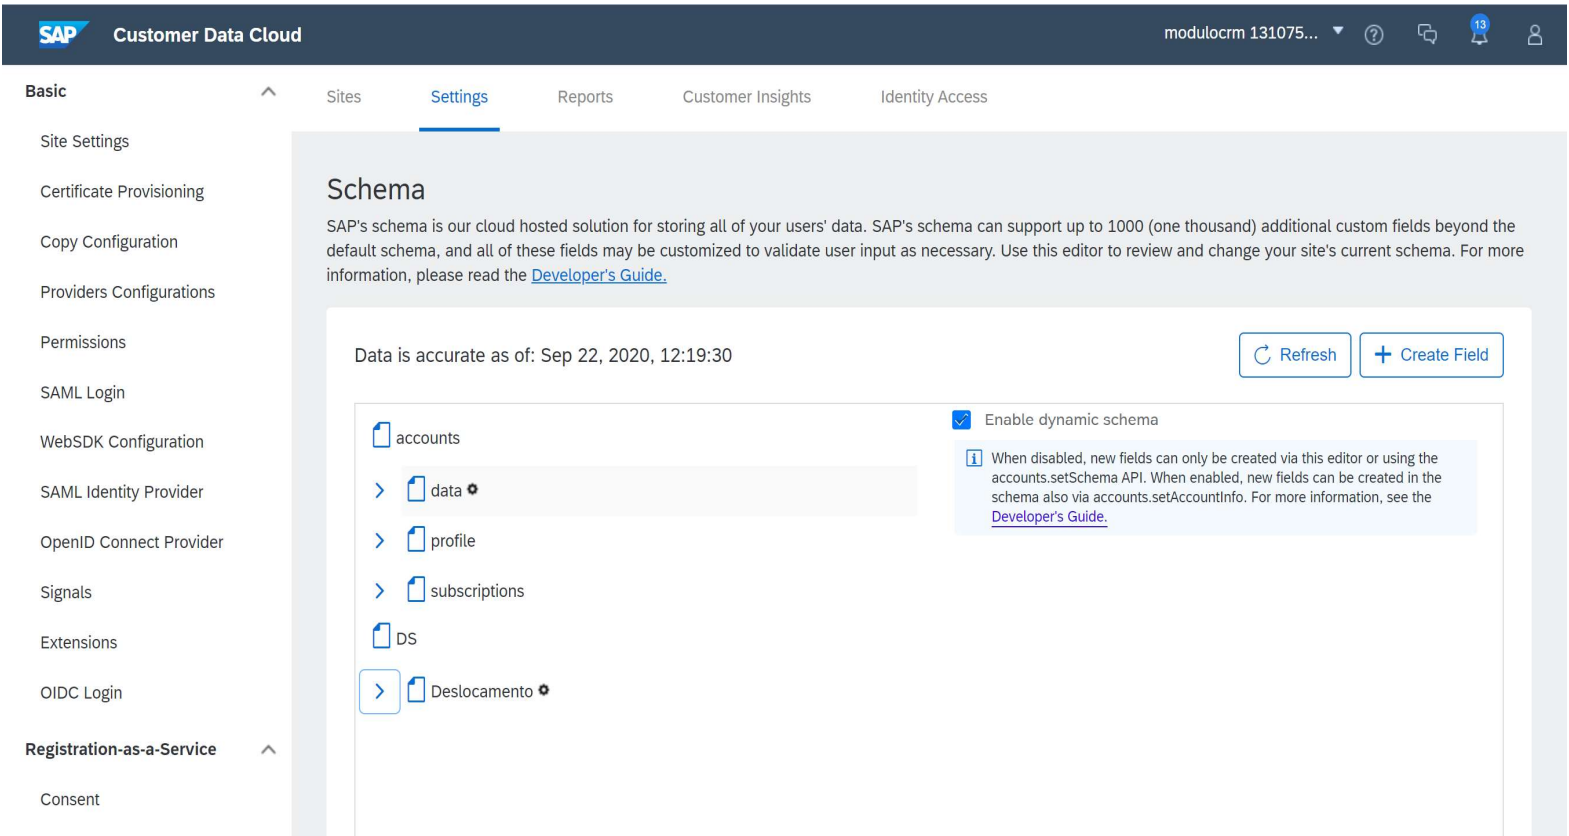 SAP Customer Data Cloud
modulocrm 131075...
13
Basic
Site Settings
Certificate Provisioning
Copy Configuration
Providers Configurations
Permissions
SAML Login
WebSDK Configuration
SAML Identity Provider
OpenID Connect Provider
Signals
Extensions
OIDC Login
Registration-as-a-Service
Consent
Sites Settings Reports Customer Insights Identity Access
Schema
SAP's schema is our cloud hosted solution for storing all of your users' data. SAP's schema can support up to 1000 (one thousand) additional custom fields beyond the
default schema, and all of these fields may be customized to validate user input as necessary. Use this editor to review and change your site's current schema. For more
information, please read the Developer's Guide.
Data is accurate as of: Sep 22, 2020, 12:19:30
Refresh
Create Field
accounts
data
profile
subscriptions
DS
Deslocamento
Enable dynamic schema
When disabled, new fields can only be created via this editor or using the
accounts.setSchema API. When enabled, new fields can be created in the
schema also via accounts.setAccountInfo. For more information, see the
Developer's Guide.